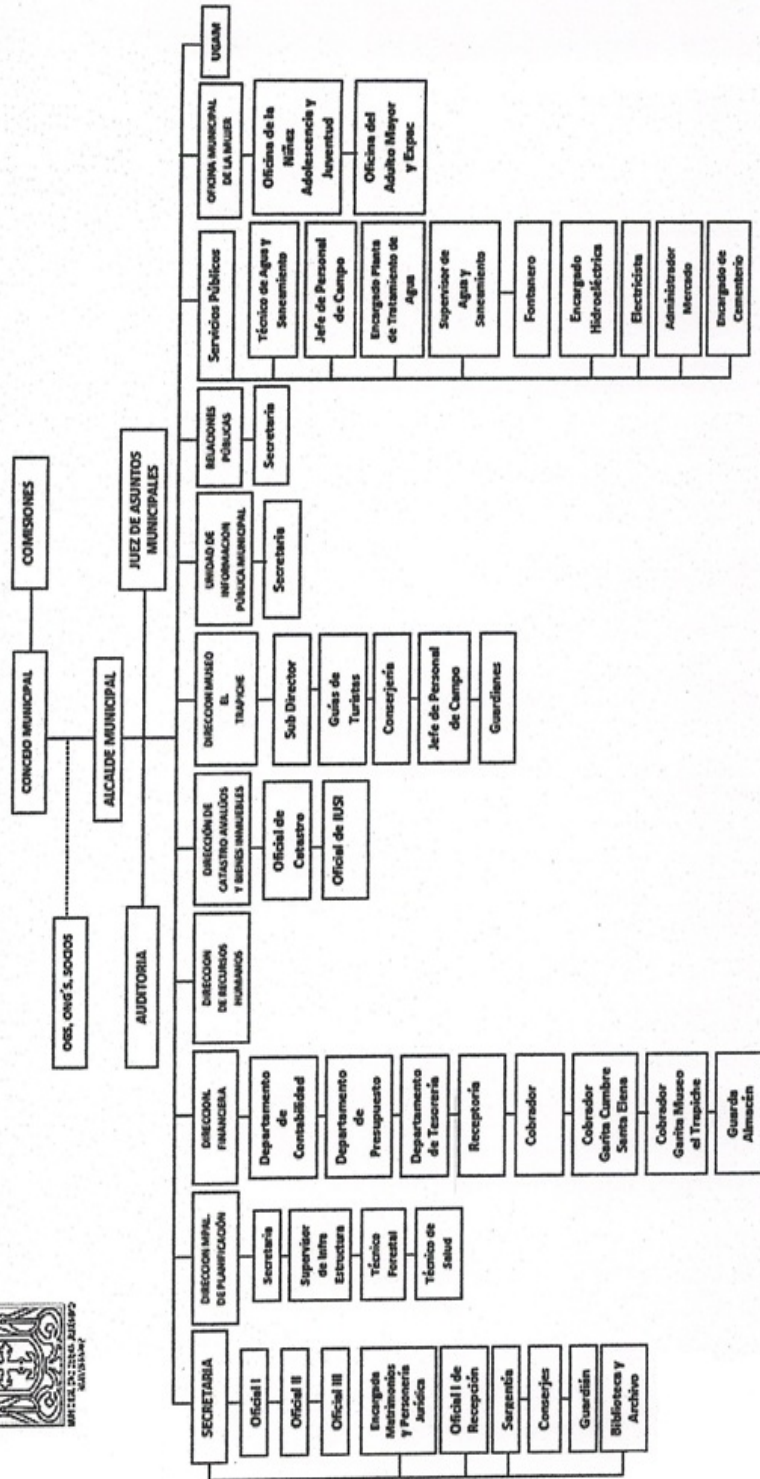 CONCEJO MUNICIPAL
COMISIONES
OGS, ONG´S, SOCIOS
ALCALDE MUNICIPAL
AUDITORIA
JUEZ DE ASUNTOS
MUNICIPALES
SECRETARIA
Oficial I
Oficial II
Oficial III
Encargada
Matrimonios
y Personería
Jurídica
Oficial I de
Recepción
Sargentía
Conserjes
Guardián
Biblioteca y
Archivo
DIRECCION MPAL.
DE PLANIFICACIÓN
Secretaria
Supervisor
de Infra
Estructura
Técnico
Forestal
Técnico de
Salud
DIRECCION
FINANCIERA
Departamento
de
Contabilidad
Departamento
de
Presupuesto
Departamento
de Tesorería
Receptoría
Cobrador
Cobrador
Garita Cumbre
Santa Elena
Cobrador
Garita Museo
el Trapiche
Guarda
Almacén
DIRECCION
DE RECURSOS
HUMANOS
DIRECCIÓN DE
CATASTRO AVALÚOS
Y BIENES INMUEBLES
Oficial de
Catastro
Oficial de IUSI
DIRECCION MUSEO
EL
TRAPICHE
Sub Director
Guías de
Turistas
Conserjería
Jefe de Personal
de Campo
Guardianes
UNIDAD DE
INFORMACION
PÚBLICA MUNICIPAL
Secretaria
RELACIONES
PÚBLICAS
Secretaria
Servicios Públicos
Técnico de Agua y
Saneamiento
Jefe de Personal
de Campo
Encargado Planta
de Tratamiento de
Agua
Supervisor de
Agua y
Saneamiento
Fontanero
Encargado
Hidroeléctrica
Electricista
Administrador
Mercado
Encargado de
Cementerio
OFICINA MUNICIPAL
DE LA MUJER
Oficina de la
Niñez
Adolescencia y
Juventud
Oficina del
Adulto Mayor
y Expac
UGAM